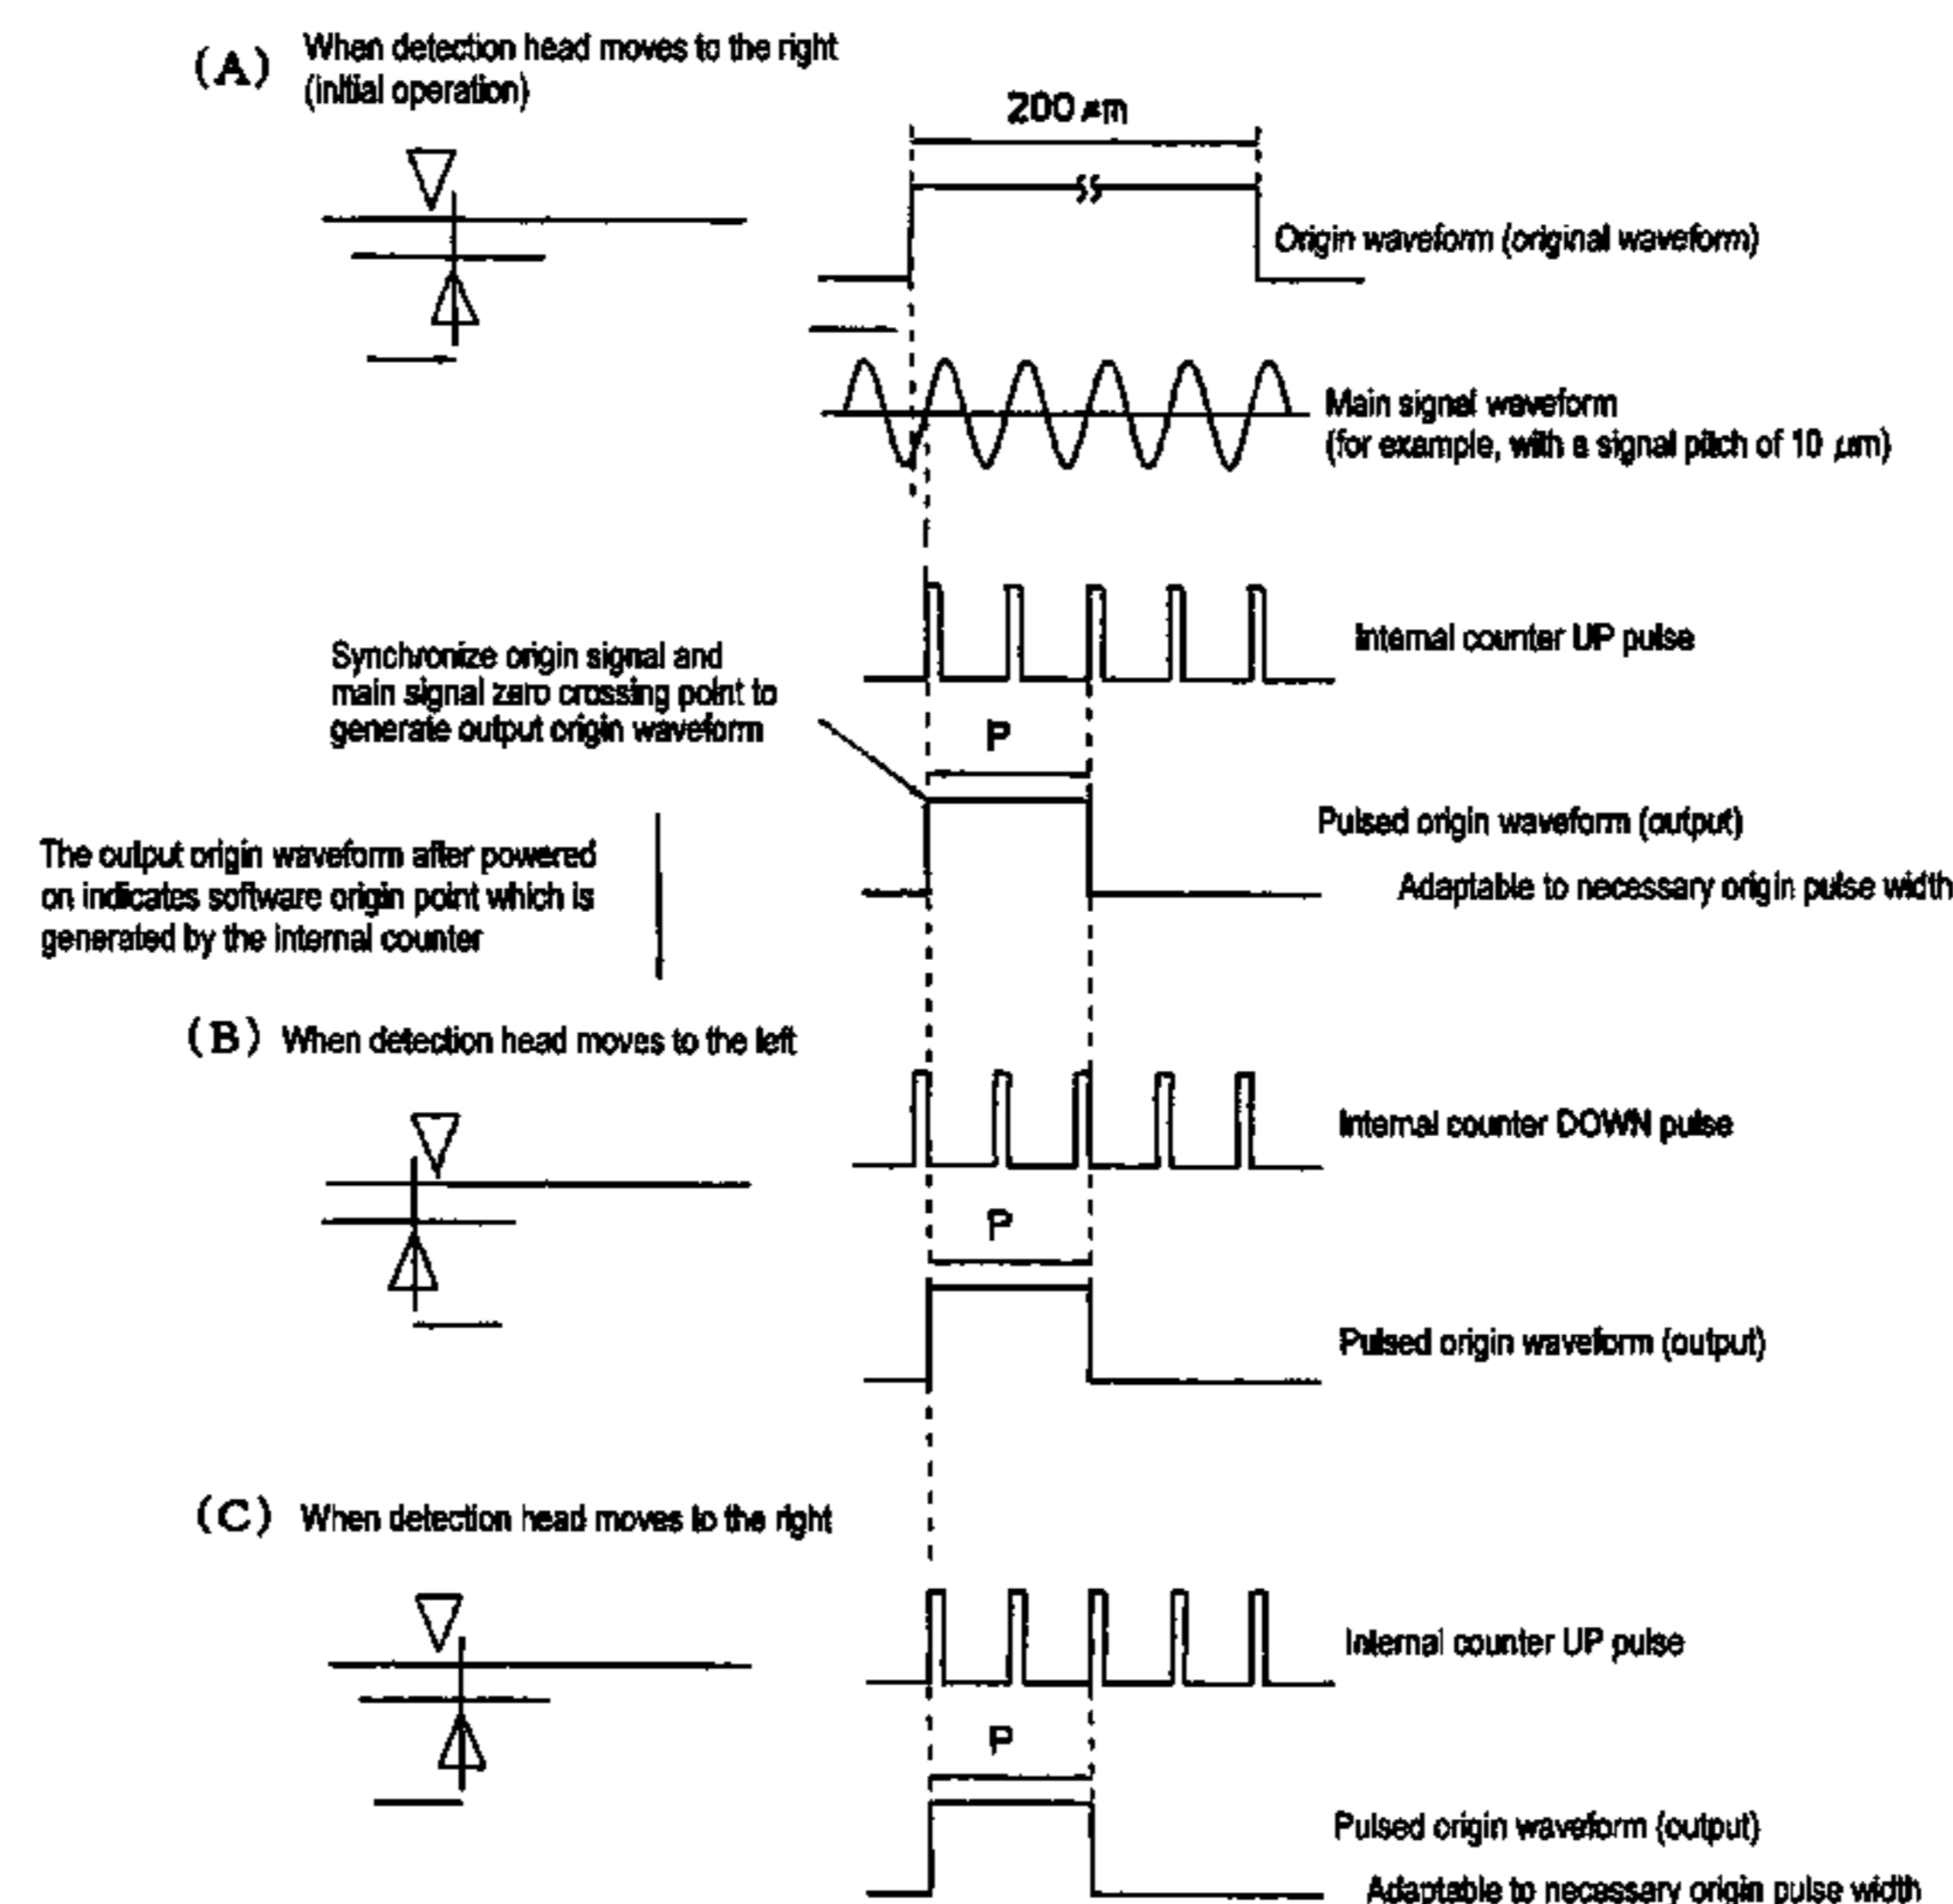 (A) When detection head moves to the right
(initial operation)
200 μm
Origin waveform (original waveform)
Main signal waveform
(for example, with a signal pitch of 10 μm)
Internal counter UP pulse
Synchronize origin signal and
main signal zero crossing point to
generate output origin waveform
P
Pulsed origin waveform (output)
Adaptable to necessary origin pulse width
The output origin waveform after powered
on indicates software origin point which is
generated by the internal counter
(B) When detection head moves to the left
Internal counter DOWN pulse
P
Pulsed origin waveform (output)
(C) When detection head moves to the right
Internal counter UP pulse
P
Pulsed origin waveform (output)
Adaptable to necessary origin pulse width